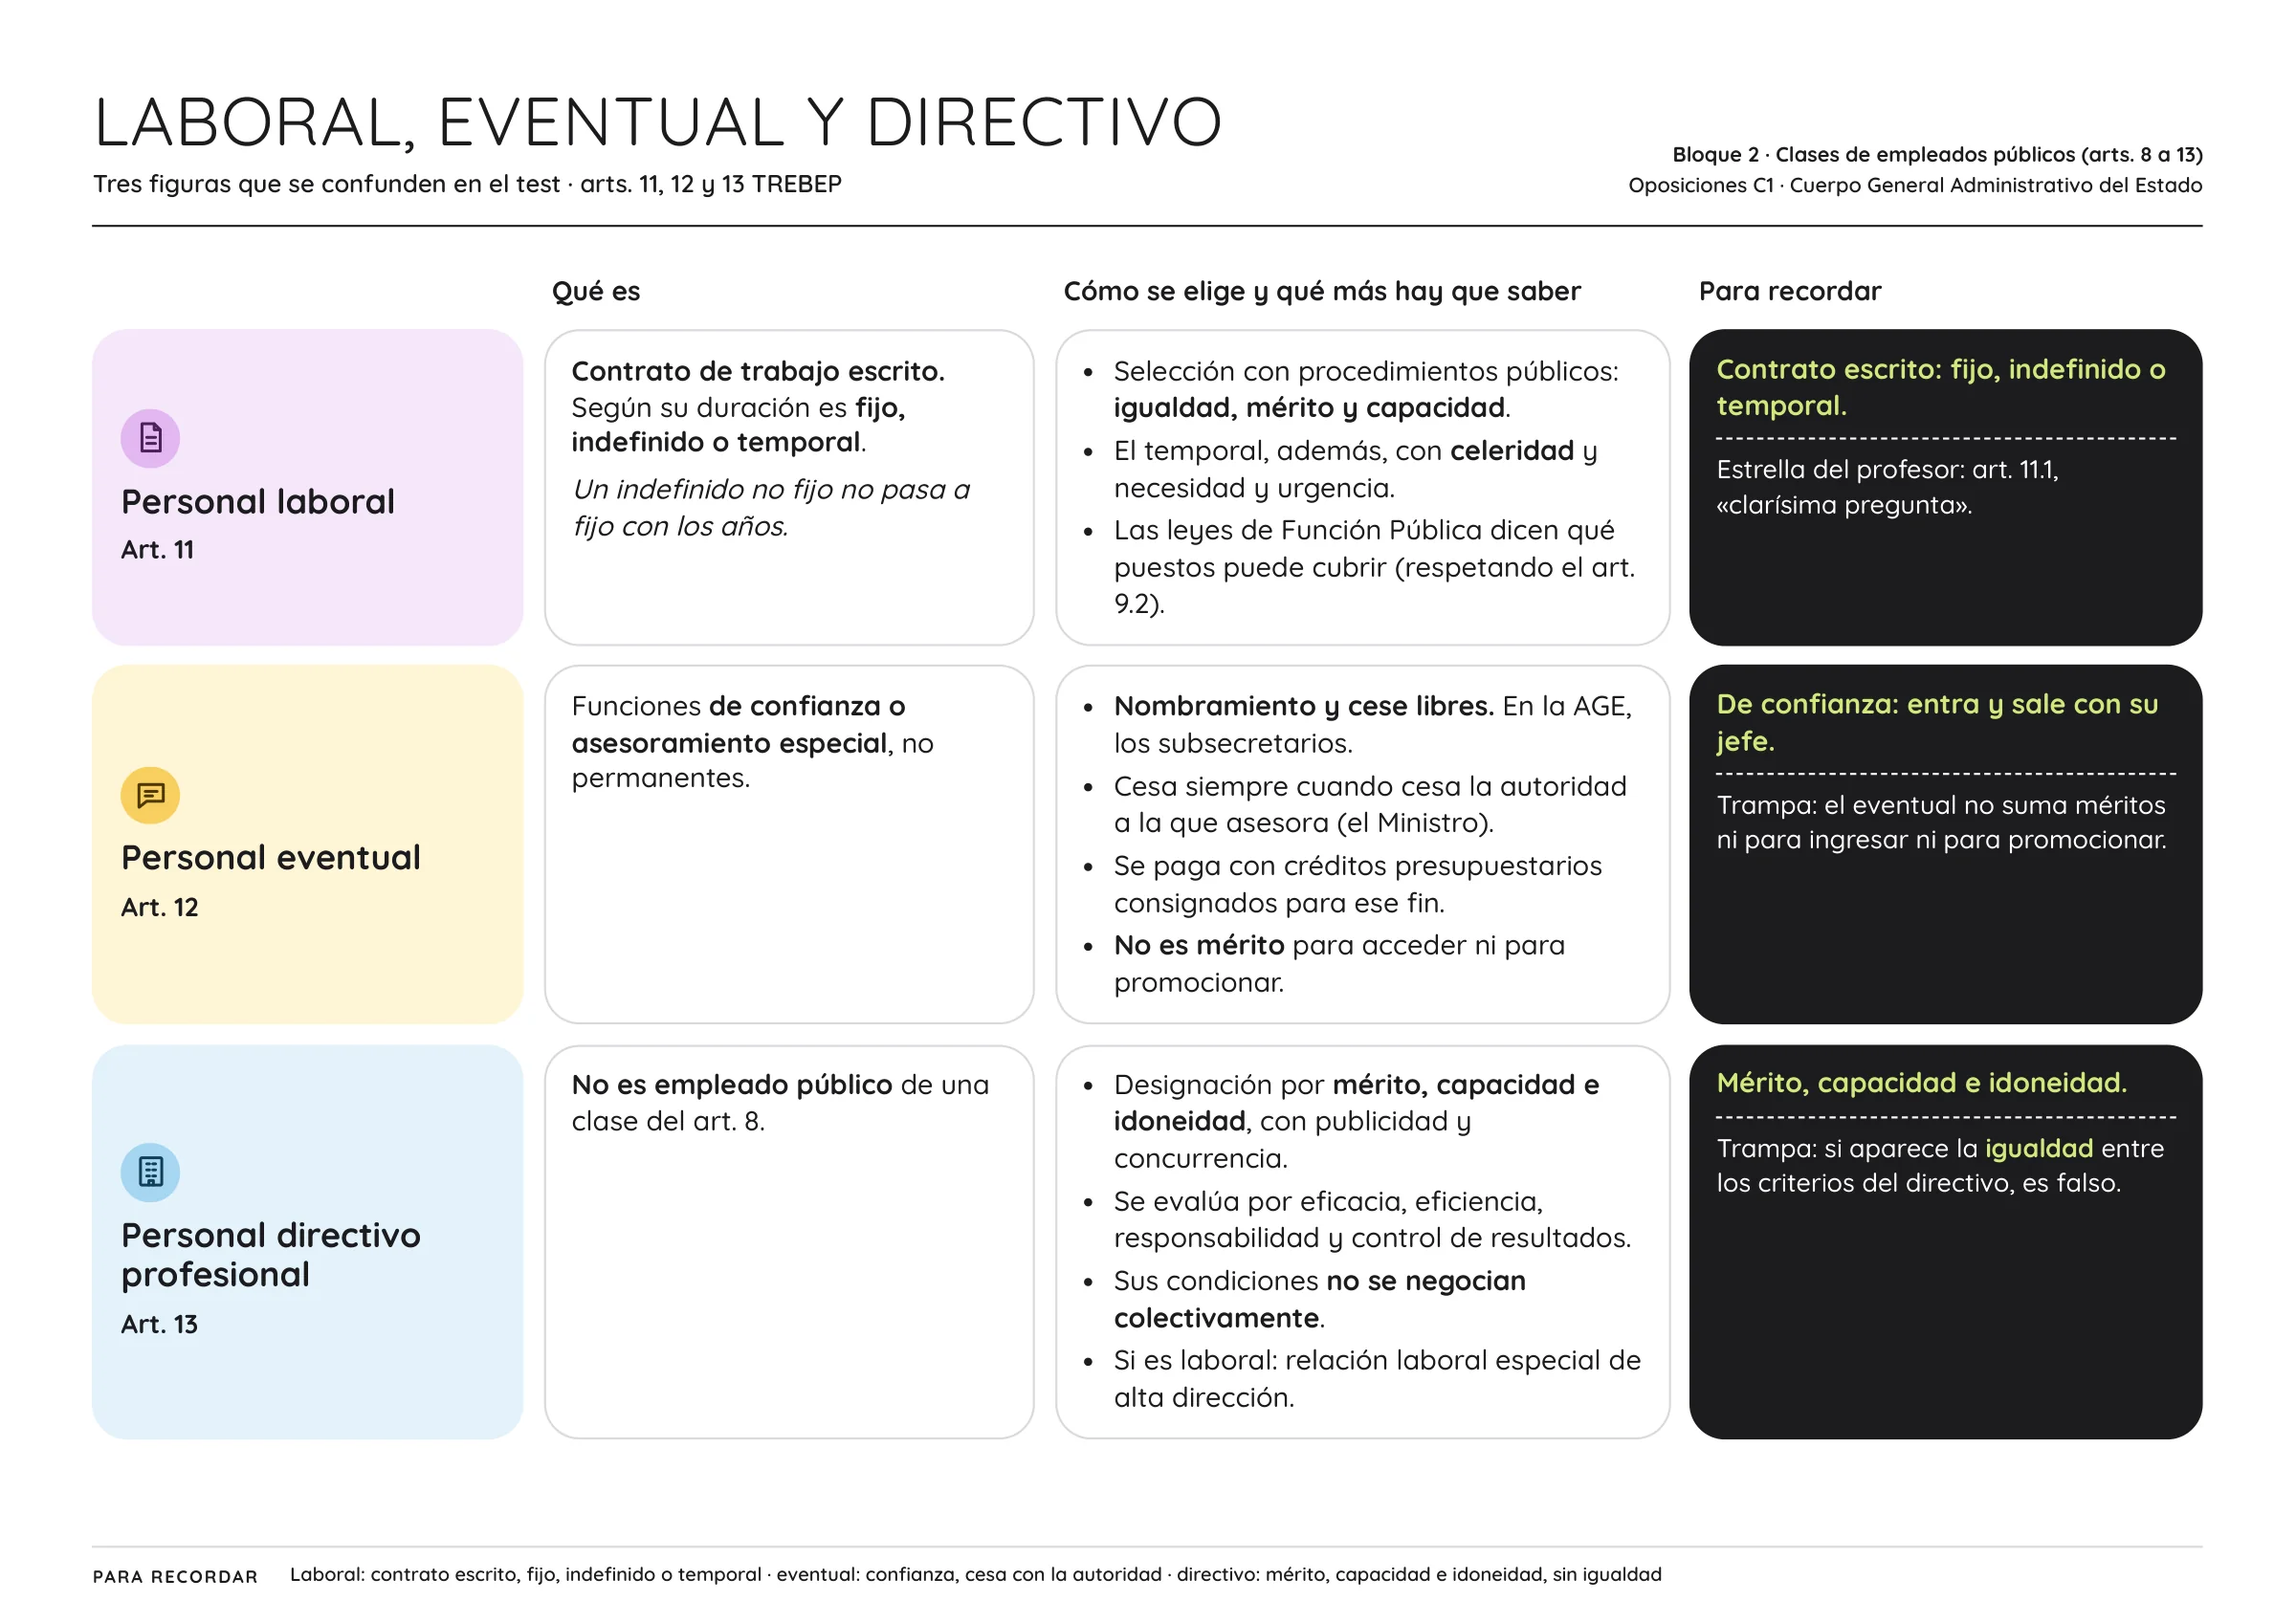 LABORAL, EVENTUAL Y DIRECTIVO
Tres figuras que se confunden en el test · arts. 11, 12 y 13 TREBEP
Bloque 2 · Clases de empleados públicos (arts. 8 a 13)
Oposiciones C1 · Cuerpo General Administrativo del Estado
Qué es
Cómo se elige y qué más hay que saber
Para recordar
Personal laboral
Art. 11
Contrato de trabajo escrito.
Según su duración es fijo,
indefinido o temporal.
Un indefinido no fijo no pasa a
fijo con los años.
• Selección con procedimientos públicos:
igualdad, mérito y capacidad.
• El temporal, además, con celeridad y
necesidad y urgencia.
• Las leyes de Función Pública dicen qué
puestos puede cubrir (respetando el art.
9.2).
Contrato escrito: fijo, indefinido o
temporal.
Estrella del profesor: art. 11.1,
«clarísima pregunta».
Personal eventual
Art. 12
Funciones de confianza o
asesoramiento especial, no
permanentes.
• Nombramiento y cese libres. En la AGE,
los subsecretarios.
• Cesa siempre cuando cesa la autoridad
a la que asesora (el Ministro).
• Se paga con créditos presupuestarios
consignados para ese fin.
• No es mérito para acceder ni para
promocionar.
De confianza: entra y sale con su
jefe.
Trampa: el eventual no suma méritos
ni para ingresar ni para promocionar.
Personal directivo
profesional
Art. 13
No es empleado público de una
clase del art. 8.
• Designación por mérito, capacidad e
idoneidad, con publicidad y
concurrencia.
• Se evalúa por eficacia, eficiencia,
responsabilidad y control de resultados.
• Sus condiciones no se negocian
colectivamente.
• Si es laboral: relación laboral especial de
alta dirección.
Mérito, capacidad e idoneidad.
Trampa: si aparece la igualdad entre
los criterios del directivo, es falso.
PARA RECORDAR
Laboral: contrato escrito, fijo, indefinido o temporal · eventual: confianza, cesa con la autoridad · directivo: mérito, capacidad e idoneidad, sin igualdad